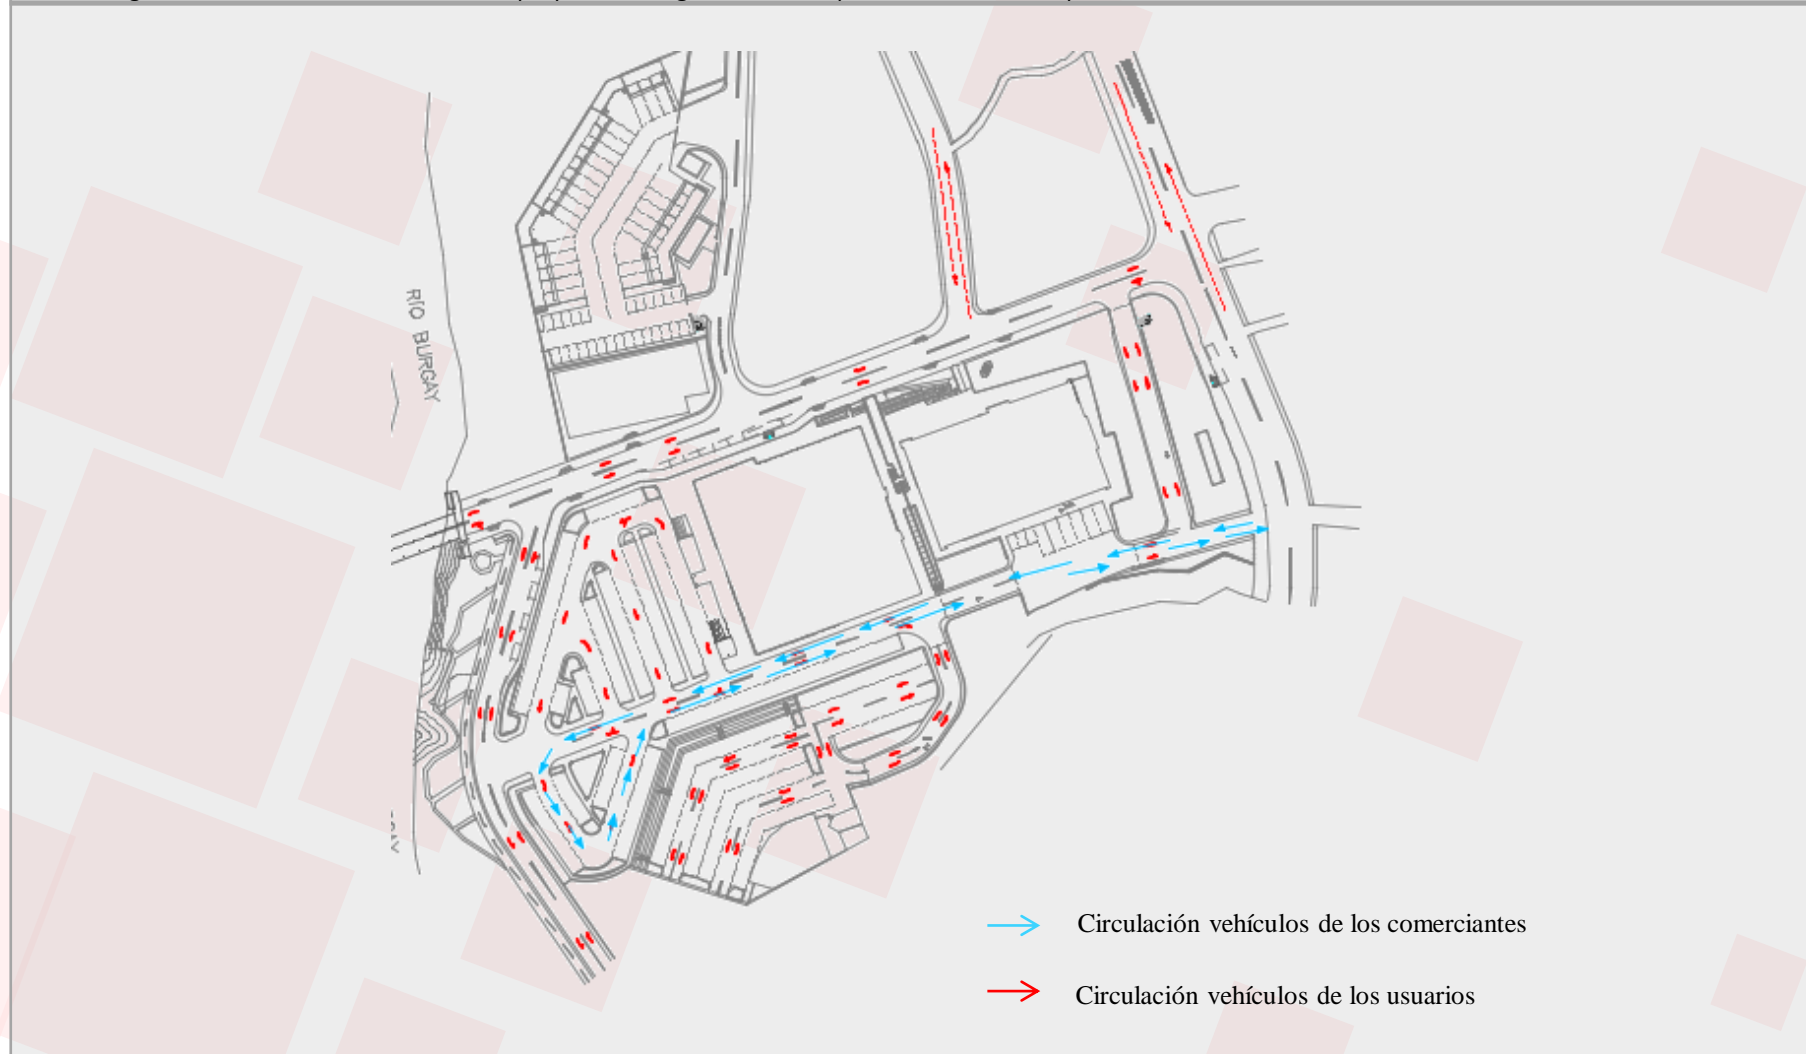 RÍO BURGAY
Circulación vehículos de los comerciantes
Circulación vehículos de los usuarios